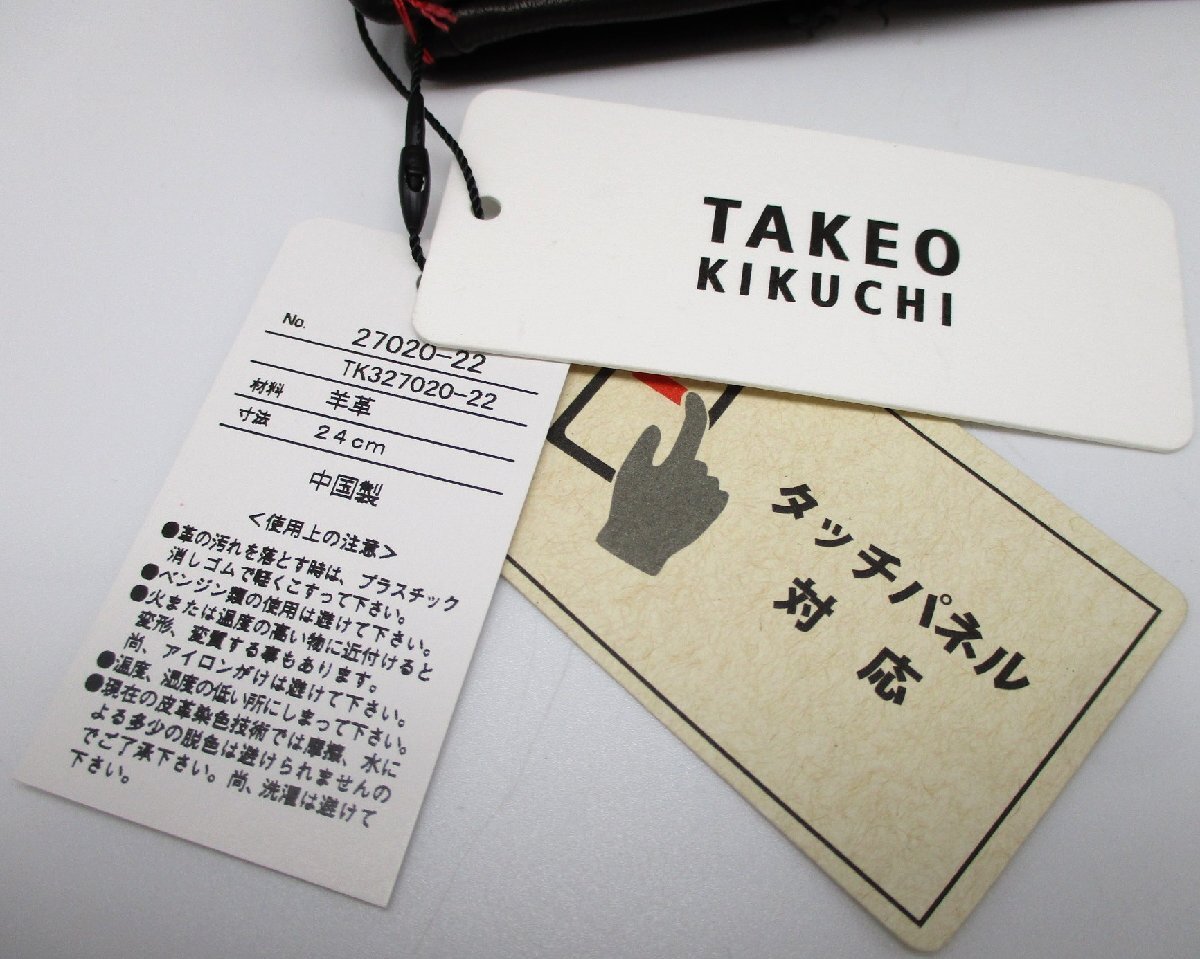 TAKEO
KIKUCHI
No. 27020-22
TK327020-22
材料 羊革
寸法 24cm
中国製
<使用上の注意>
●革の汚れを落とす時は、プラスチック
消しゴムで軽くこすって下さい。
●ベンジン類の使用は避けて下さい。
●火または温度の高い物に近付けると
変形、変質する事もあります。
尚、アイロンがけは避けて下さい。
●温度、湿度の低い所にしまって下さい。
●現在の皮革染色技術では摩擦、水に
よる多少の脱色は避けられませんの
でご了承下さい。尚、洗濯は避けて
下さい。
タッチパネル
対応